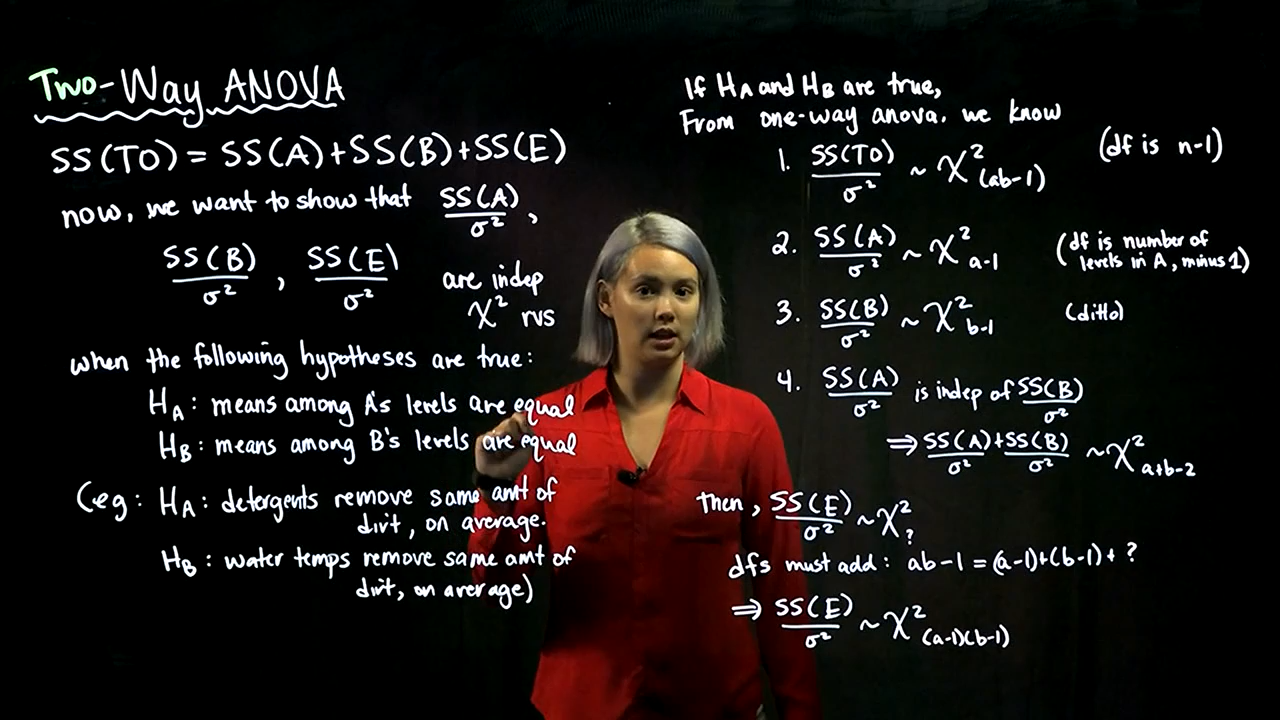 Two-Way ANOVA
SS(TO) = SS(A)+SS(B)+SS(E)
now, we want to show that SS(A)/σ²,
SS(B)/σ², SS(E)/σ² are indep
χ² rvs
when the following hypotheses are true:
HA: means among A's levels are equal
HB: means among B's levels are equal
(eg: HA: detergents remove same amt of
dirt, on average.
HB: water temps remove same amt of
dirt, on average)
If HA and HB are true,
From one-way anova. we know
1. SS(TO)/σ² ~ χ²(ab-1) (df is n-1)
2. SS(A)/σ² ~ χ²a-1 (df is number of
levels in A, minus 1)
3. SS(B)/σ² ~ χ²b-1 (ditto)
4. SS(A)/σ² is indep of SS(B)/σ²
⇒ SS(A)/σ² + SS(B)/σ² ~ χ²a+b-2
then, SS(E)/σ² ~ χ²?
dfs must add: ab-1 = (a-1)+(b-1)+ ?
⇒ SS(E)/σ² ~ χ²(a-1)(b-1)